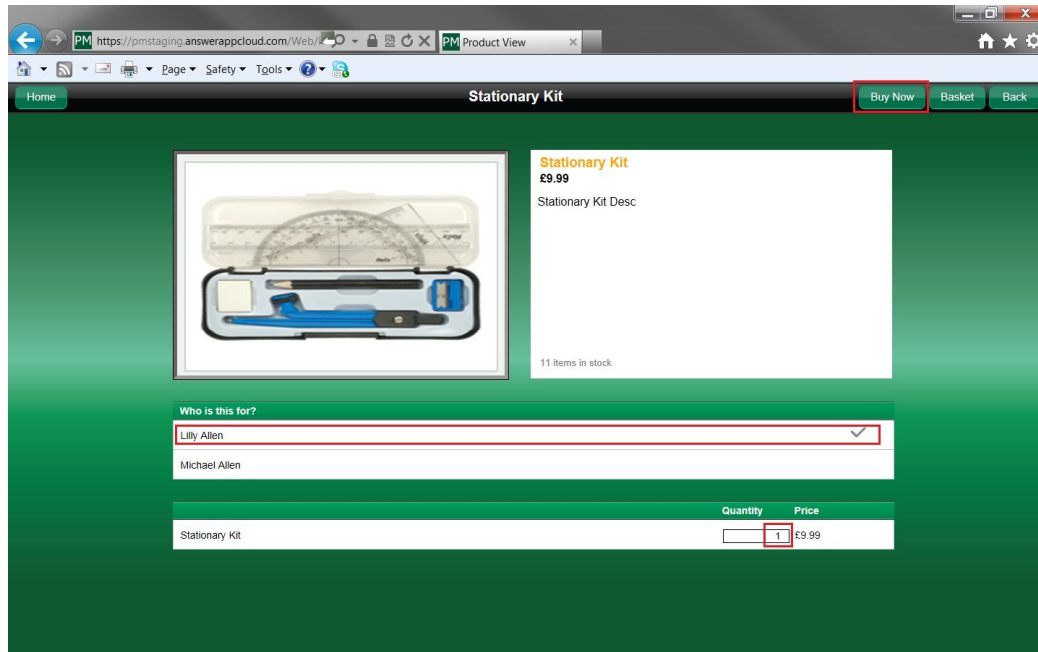 PM https://pmstaging.answerappcloud.com/Web/ PM Product View
Page Safety Tools
Home Stationary Kit Buy Now Basket Back
Stationary Kit
£9.99
Stationary Kit Desc
11 items in stock
Who is this for?
Lilly Allen
Michael Allen
Quantity Price
Stationary Kit 1 £9.99